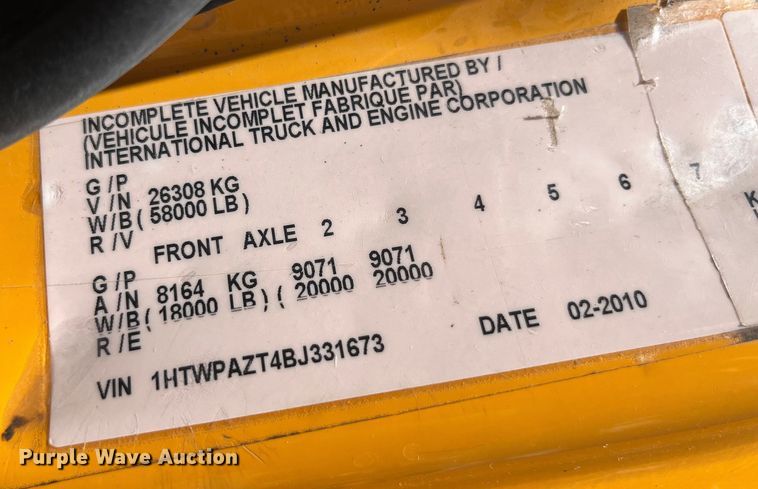 INCOMPLETE VEHICLE MANUFACTURED BY /
(VEHICULE INCOMPLET FABRIQUE PAR)
INTERNATIONAL TRUCK AND ENGINE CORPORATION
G /P
V /N 26308 KG
W/B ( 58000 LB )
R /V
FRONT AXLE 2 3 4 5 6 7
G /P
A /N 8164 KG 9071 9071
W/B ( 18000 LB ) ( 20000 20000
R /E
VIN 1HTWPAZT4BJ331673 DATE 02-2010
Purple Wave Auction